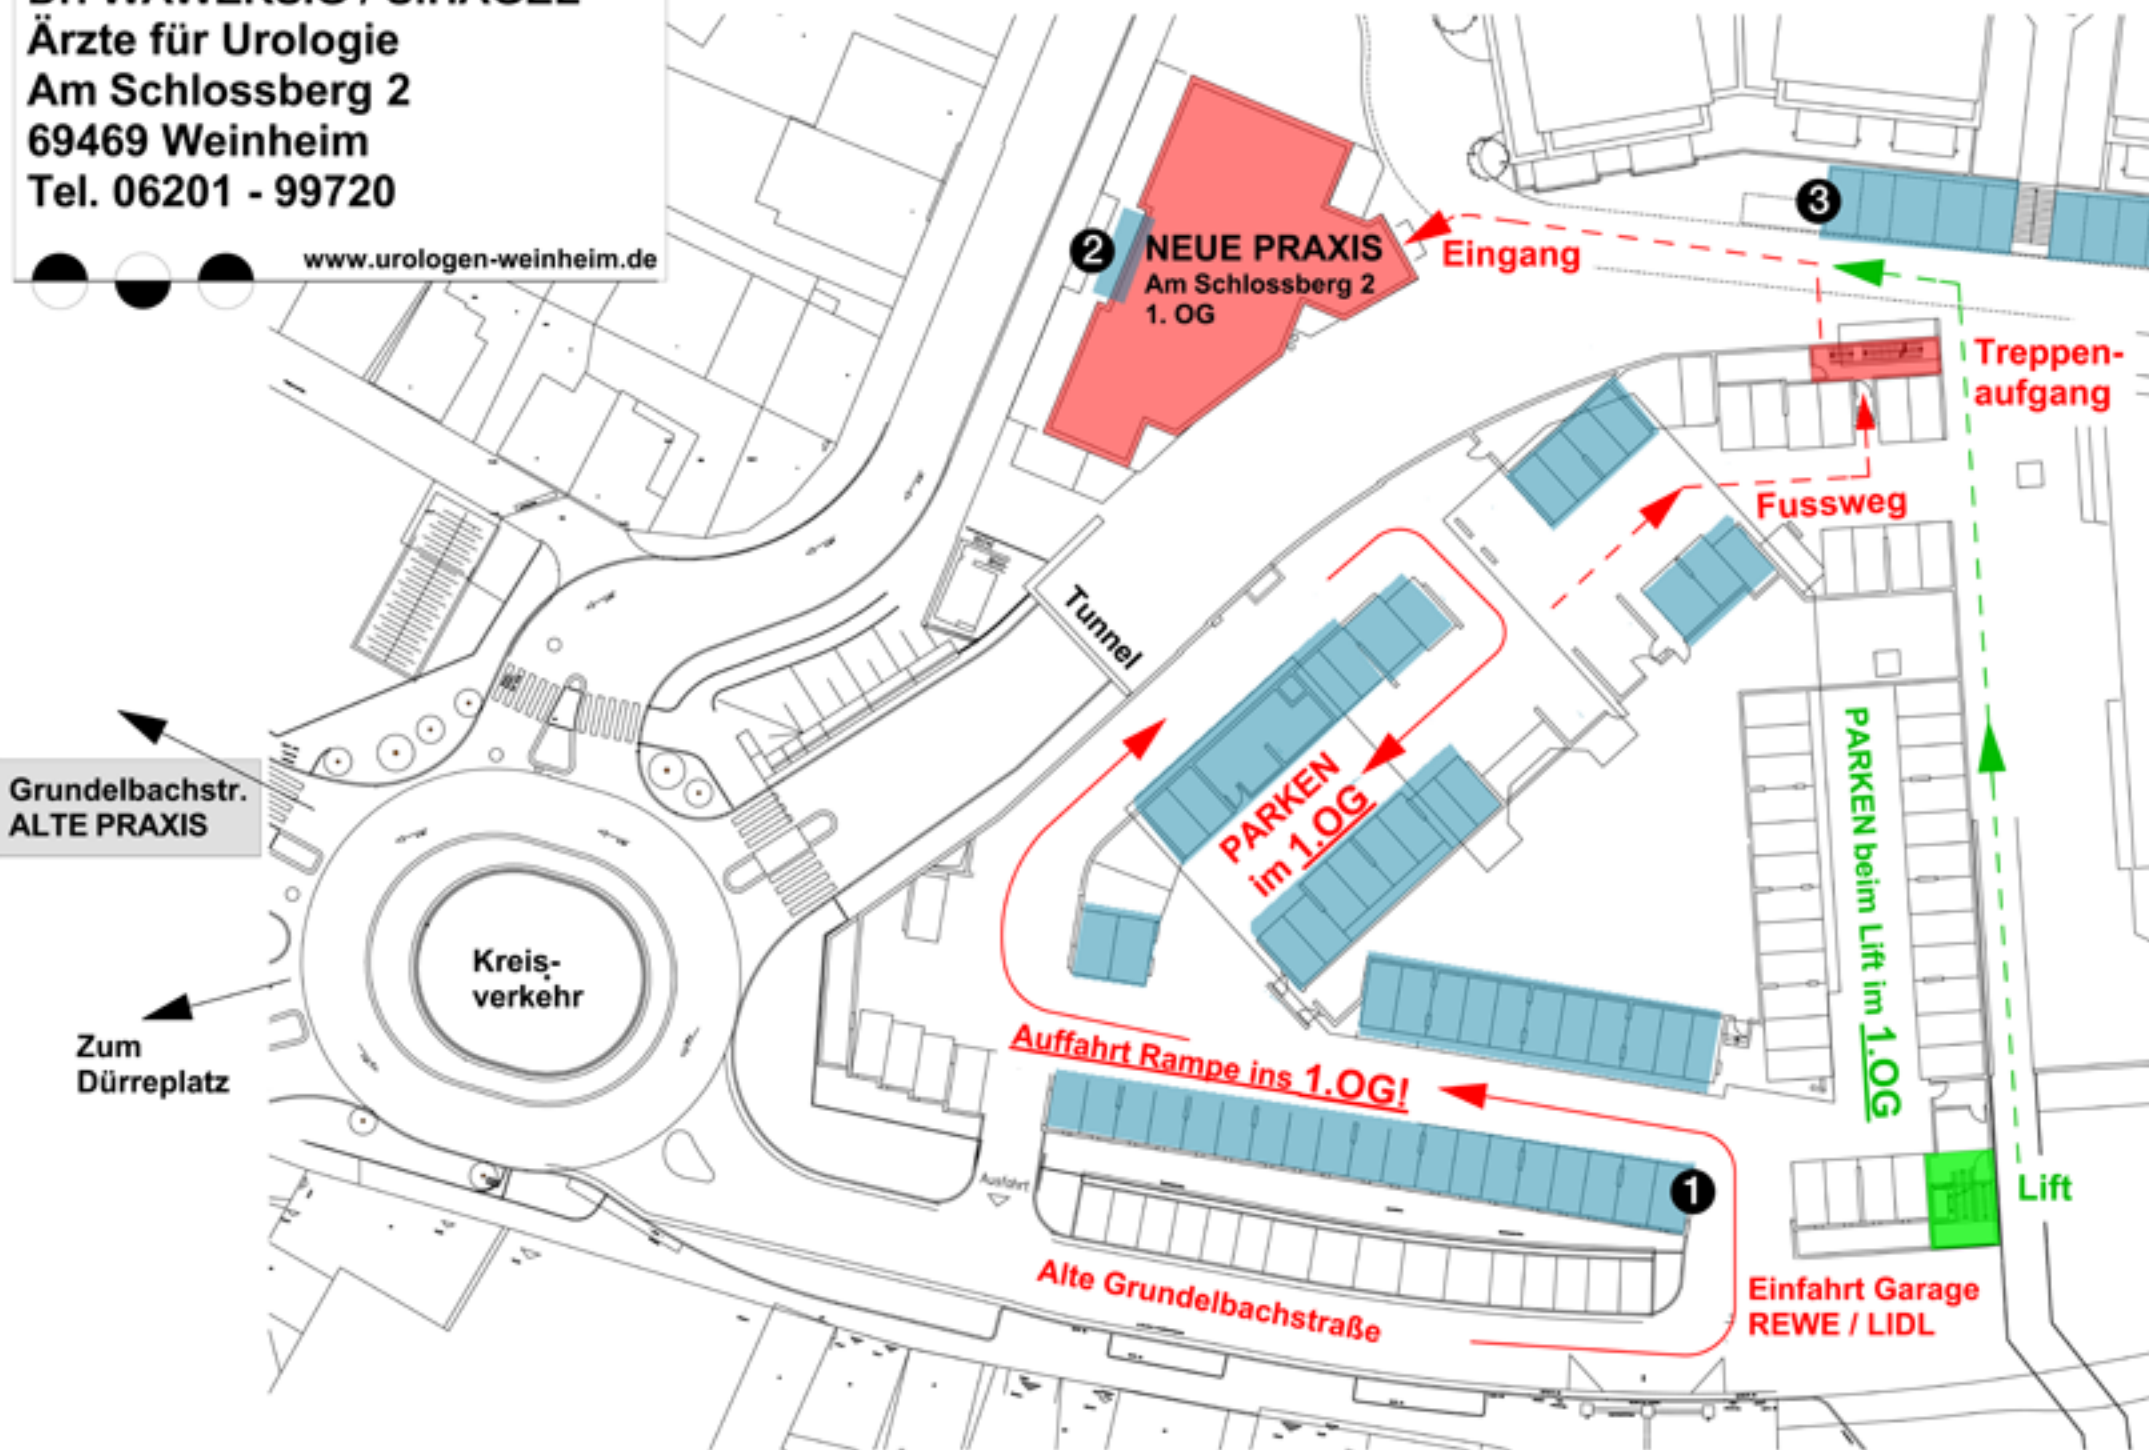 Ärzte für Urologie
Am Schlossberg 2
69469 Weinheim
Tel. 06201 - 99720
www.urologen-weinheim.de
3
2
NEUE PRAXIS
Am Schlossberg 2
1. OG
Eingang
Treppen-
aufgang
Fussweg
Tunnel
Grundelbachstr.
ALTE PRAXIS
PARKEN
im 1.OG
PARKEN beim Lift im 1.OG
Kreis-
verkehr
Zum
Dürreplatz
Auffahrt Rampe ins 1.OG!
Ausfahrt
1
Lift
Alte Grundelbachstraße
Einfahrt Garage
REWE / LIDL